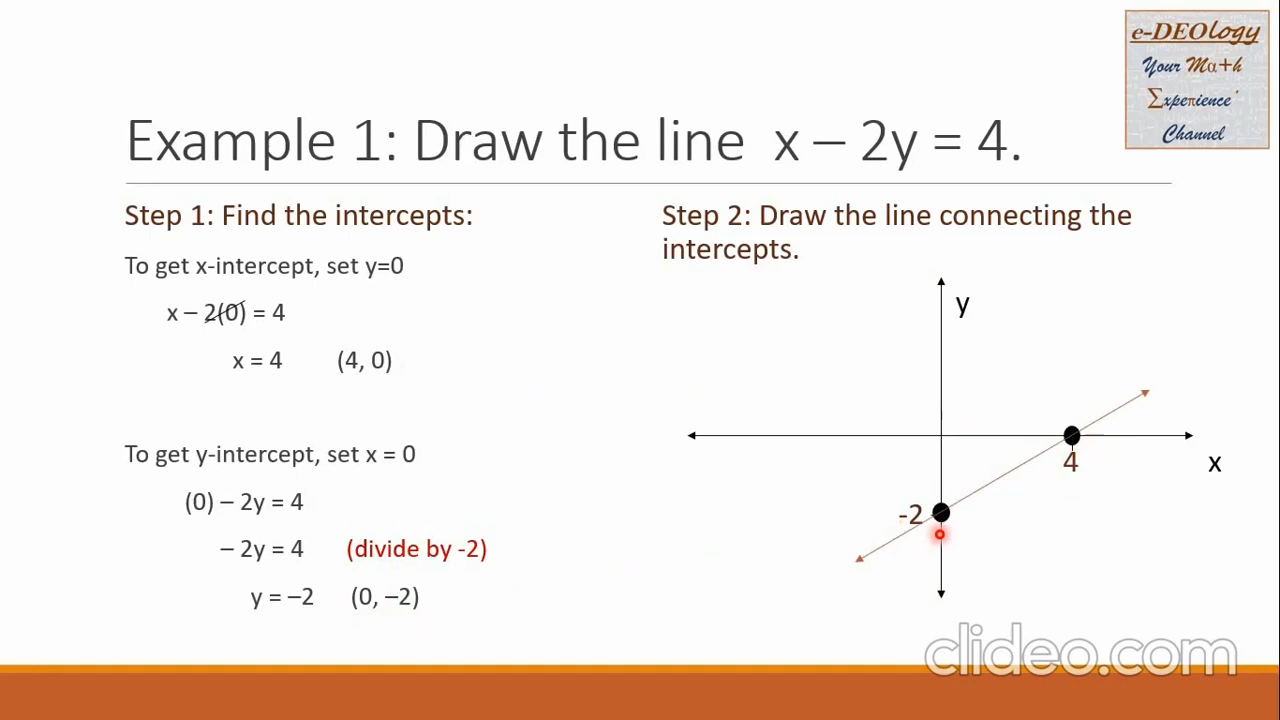 e-DEOlogy
Your Mα+h
Σxpeπience'
Channel
Example 1: Draw the line x – 2y = 4.
Step 1: Find the intercepts:
To get x-intercept, set y=0
x – 2(0) = 4
x = 4 (4, 0)
To get y-intercept, set x = 0
(0) – 2y = 4
– 2y = 4 (divide by -2)
y = –2 (0, –2)
Step 2: Draw the line connecting the
intercepts.
y
4
x
-2
clideo.com